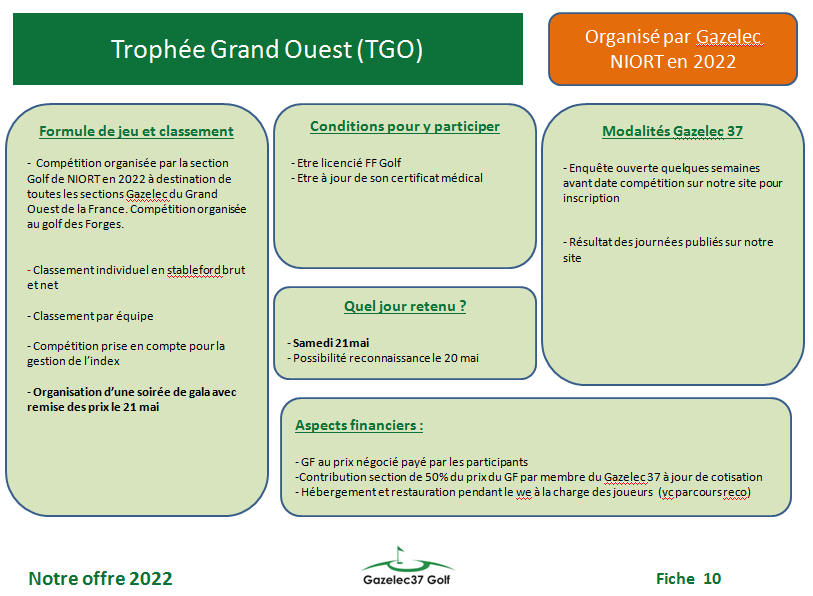 Trophée Grand Ouest (TGO)
Organisé par Gazelec
NIORT en 2022
Formule de jeu et classement
- Compétition organisée par la section
Golf de NIORT en 2022 à destination de
toutes les sections Gazelec du Grand
Ouest de la France. Compétition organisée
au golf des Forges.
- Classement individuel en stableford brut
et net
- Classement par équipe
- Compétition prise en compte pour la
gestion de l'index
- Organisation d'une soirée de gala avec
remise des prix le 21 mai
Conditions pour y participer
- Etre licencié FF Golf
- Etre à jour de son certificat médical
Quel jour retenu ?
- Samedi 21 mai
- Possibilité reconnaissance le 20 mai
Modalités Gazelec 37
- Enquête ouverte quelques semaines
avant date compétition sur notre site pour
inscription
- Résultat des journées publiés sur notre
site
Aspects financiers :
- GF au prix négocié payé par les participants
-Contribution section de 50% du prix du GF par membre du Gazelec 37 à jour de cotisation
- Hébergement et restauration pendant le we à la charge des joueurs (vc parcours reco)
Notre offre 2022
Gazelec37 Golf
Fiche 10